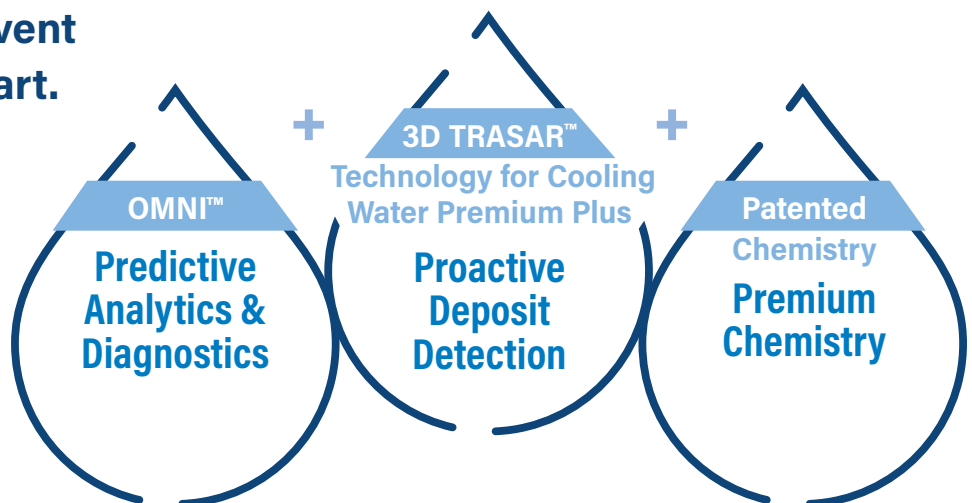 vent
art.
+
+
OMNI™
Predictive
Analytics &
Diagnostics
3D TRASAR™
Technology for Cooling
Water Premium Plus
Proactive
Deposit
Detection
Patented
Chemistry
Premium
Chemistry